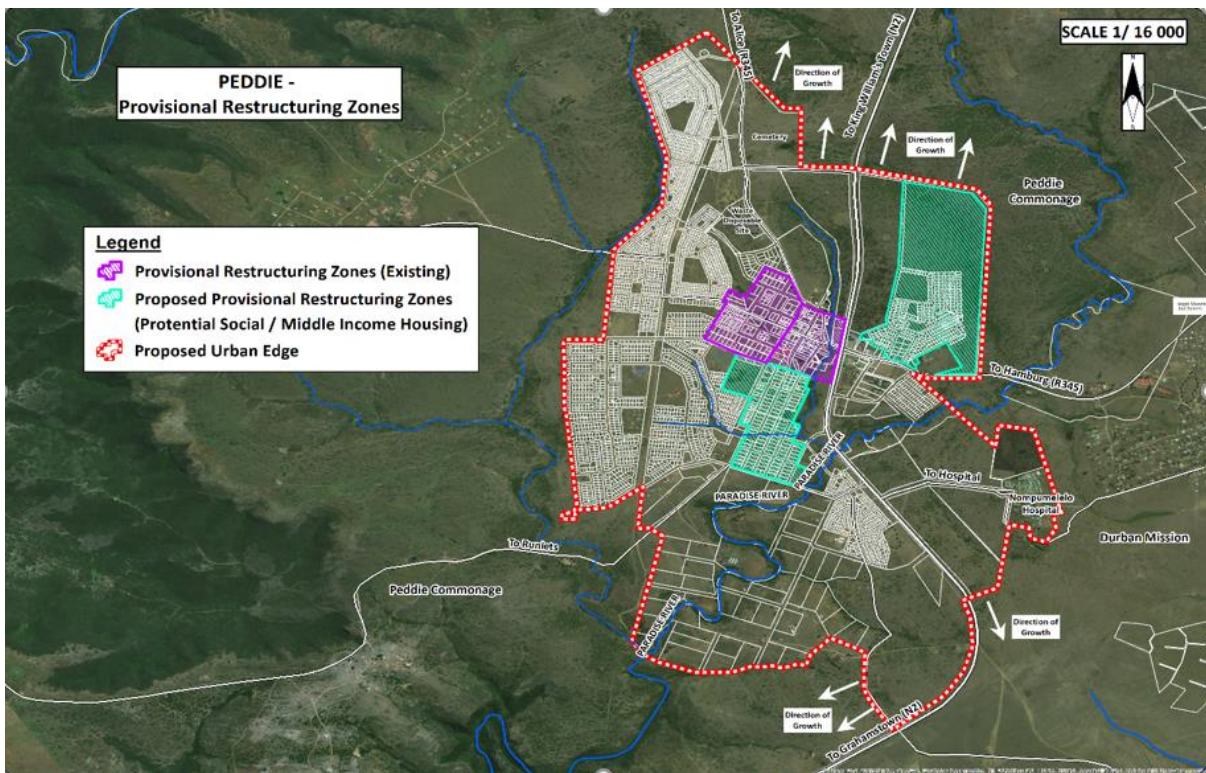 PEDDIE -
Provisional Restructuring Zones
SCALE 1/ 16 000
N
To Alice (R345)
To King William's Town (N2)
Direction of
Growth
Direction of
Growth
Cemetery
Peddie
Commonage
Waste
Disposable
Site
Legend
Provisional Restructuring Zones (Existing)
Proposed Provisional Restructuring Zones
(Protential Social / Middle Income Housing)
Proposed Urban Edge
To Hamburg (R345)
PARADISE RIVER
PARADISE RIVER
To Hospital
Nompumelelo
Hospital
Durban Mission
To Runlets
Peddie Commonage
PARADISE RIVER
Direction of
Growth
Direction of
Growth
To Grahamstown (N2)